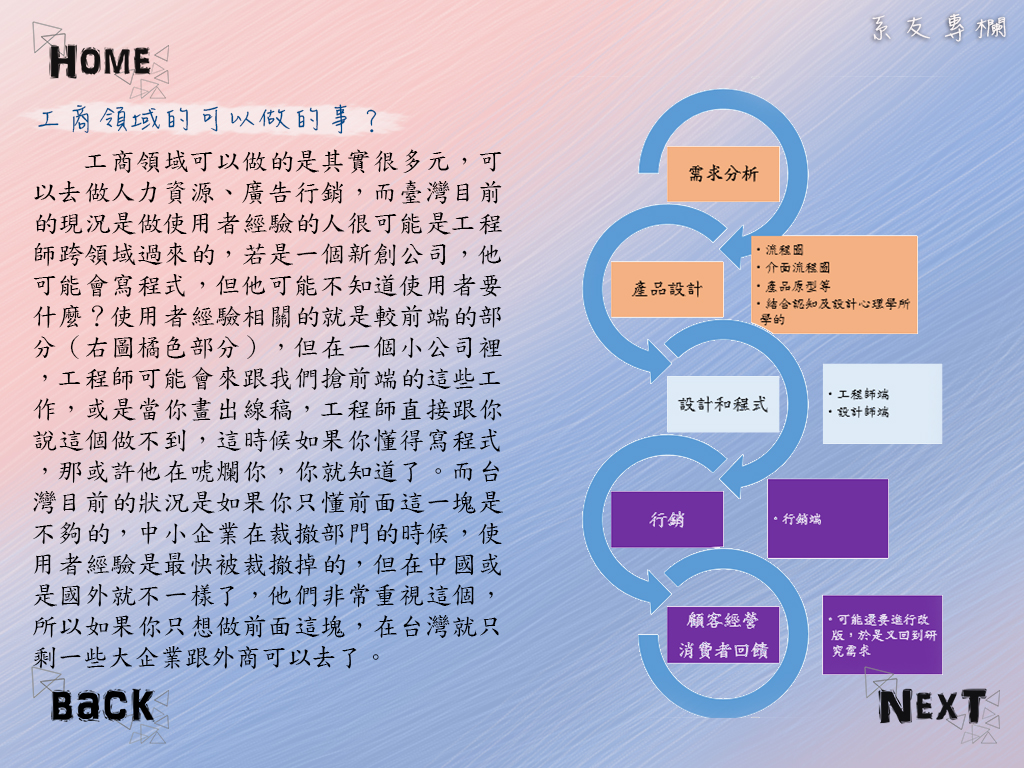 系友專欄
HOME
工商領域的可以做的事？
工商領域可以做的是其實很多元，可
以去做人力資源、廣告行銷，而臺灣目前
的現況是做使用者經驗的人很可能是工程
師跨領域過來的，若是一個新創公司，他
可能會寫程式，但他可能不知道使用者要
什麼？使用者經驗相關的就是較前端的部
分（右圖橘色部分），但在一個小公司裡
，工程師可能會來跟我們搶前端的這些工
作，或是當你畫出線稿，工程師直接跟你
說這個做不到，這時候如果你懂得寫程式
，那或許他在唬爛你，你就知道了。而台
灣目前的狀況是如果你只懂前面這一塊是
不夠的，中小企業在裁撤部門的時候，使
用者經驗是最快被裁撤掉的，但在中國或
是國外就不一樣了，他們非常重視這個，
所以如果你只想做前面這塊，在台灣就只
剩一些大企業跟外商可以去了。
需求分析
產品設計
・流程圖
・介面流程圖
・產品原型等
・結合認知及設計心理學所
學的
設計和程式
・工程師端
・設計師端
行銷
・行銷端
顧客經營
消費者回饋
・可能還要進行改
版，於是又回到研
究需求
BACK
NEXT